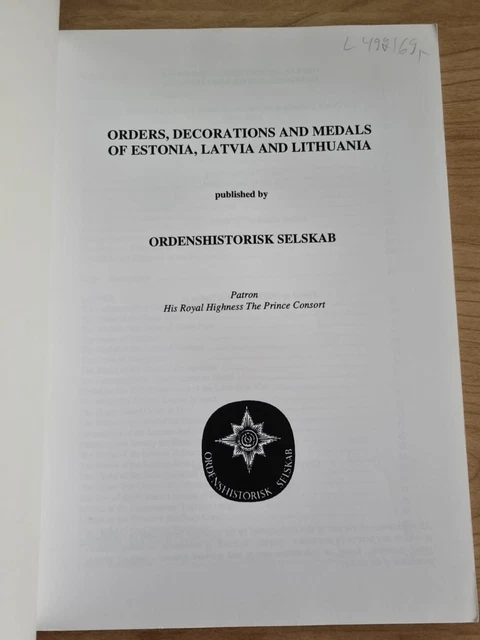 L 492169,-
ORDERS, DECORATIONS AND MEDALS
OF ESTONIA, LATVIA AND LITHUANIA
published by
ORDENSHISTORISK SELSKAB
Patron
His Royal Highness The Prince Consort
ORDENSHISTORISK SELSKAB